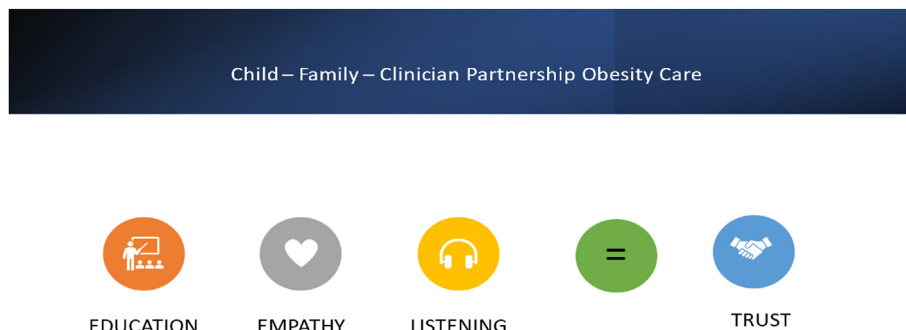 Child – Family – Clinician Partnership Obesity Care
=
EDUCATION EMPATHY LISTENING TRUST